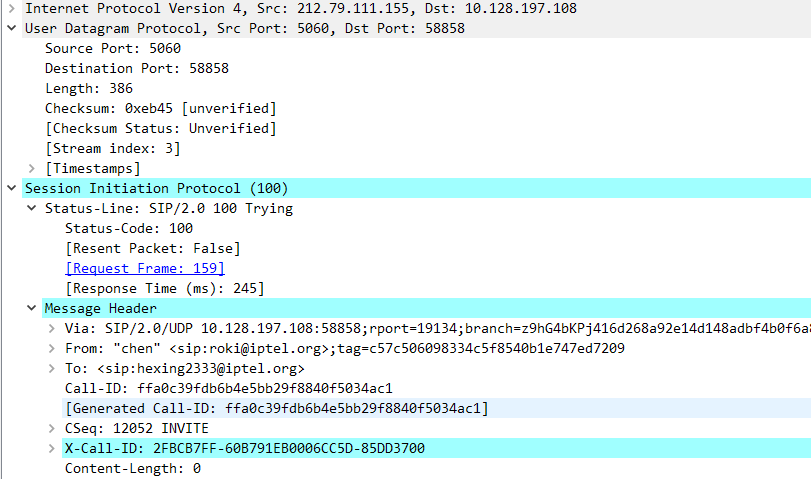 Internet Protocol Version 4, Src: 212.79.111.155, Dst: 10.128.197.108
User Datagram Protocol, Src Port: 5060, Dst Port: 58858
Source Port: 5060
Destination Port: 58858
Length: 386
Checksum: 0xeb45 [unverified]
[Checksum Status: Unverified]
[Stream index: 3]
[Timestamps]
Session Initiation Protocol (100)
Status-Line: SIP/2.0 100 Trying
Status-Code: 100
[Resent Packet: False]
[Request Frame: 159]
[Response Time (ms): 245]
Message Header
Via: SIP/2.0/UDP 10.128.197.108:58858;rport=19134;branch=z9hG4bKPj416d268a92e14d148adbf4b0f6a8
From: "chen" <sip:roki@iptel.org>;tag=c57c506098334c5f8540b1e747ed7209
To: <sip:hexing2333@iptel.org>
Call-ID: ffa0c39fdb6b4e5bb29f8840f5034ac1
[Generated Call-ID: ffa0c39fdb6b4e5bb29f8840f5034ac1]
CSeq: 12052 INVITE
X-Call-ID: 2FBCB7FF-60B791EB0006CC5D-85DD3700
Content-Length: 0